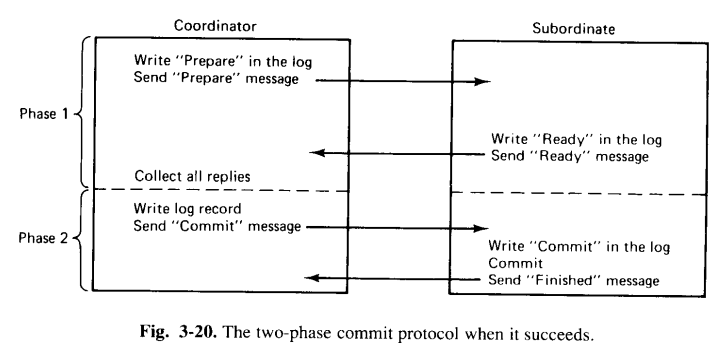 Coordinator
Subordinate
Phase 1
Write "Prepare" in the log
Send "Prepare" message
Write "Ready" in the log
Send "Ready" message
Collect all replies
Phase 2
Write log record
Send "Commit" message
Write "Commit" in the log
Commit
Send "Finished" message
Fig. 3-20. The two-phase commit protocol when it succeeds.